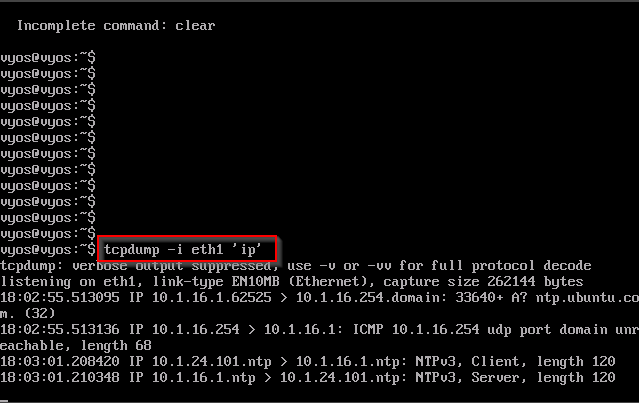 Incomplete command: clear
vyos@vyos:~$
vyos@vyos:~$
vyos@vyos:~$
vyos@vyos:~$
vyos@vyos:~$
vyos@vyos:~$
vyos@vyos:~$
vyos@vyos:~$
vyos@vyos:~$
vyos@vyos:~$
vyos@vyos:~$
vyos@vyos:~$
vyos@vyos:~$ tcpdump -i eth1 'ip'
tcpdump: verbose output suppressed, use -v or -vv for full protocol decode
listening on eth1, link-type EN10MB (Ethernet), capture size 262144 bytes
18:02:55.513095 IP 10.1.16.1.62525 > 10.1.16.254.domain: 33640+ A? ntp.ubuntu.co
m. (32)
18:02:55.513136 IP 10.1.16.254 > 10.1.16.1: ICMP 10.1.16.254 udp port domain unr
eachable, length 68
18:03:01.208420 IP 10.1.24.101.ntp > 10.1.16.1.ntp: NTPv3, Client, length 120
18:03:01.210348 IP 10.1.16.1.ntp > 10.1.24.101.ntp: NTPv3, Server, length 120